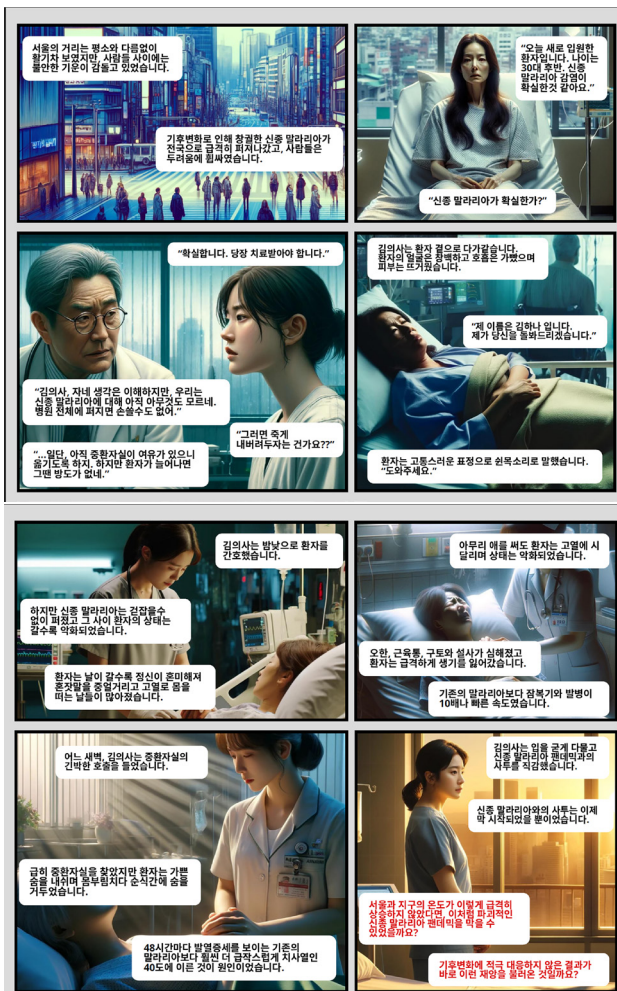 서울의 거리는 평소와 다름없이
활기차 보였지만, 사람들 사이에는
불안한 기운이 감돌고 있었습니다.
기후변화로 인해 창궐한 신종 말라리아가
전국으로 급격히 퍼져나갔고, 사람들은
두려움에 휩싸였습니다.
“오늘 새로 입원한
환자입니다. 나이는
30대 후반. 신종
말라리아 감염이
확실한것 같아요.”
“신종 말라리아가 확실한가?”
“확실합니다. 당장 치료받아야 합니다.”
“김의사, 자네 생각은 이해하지만, 우리는
신종 말라리아에 대해 아직 아무것도 모르네.
병원 전체에 퍼지면 손쓸수도 없어.”
“그러면 죽게
내버려두자는 건가요??”
“...일단, 아직 중환자실이 여유가 있으니
옮기도록 하지. 하지만 환자가 늘어나면
그땐 방도가 없네.”
김의사는 환자 곁으로 다가갔습니다.
환자의 얼굴은 창백하고 호흡은 가빴으며
피부는 뜨거웠습니다.
“제 이름은 김하나 입니다.
제가 당신을 돌봐드리겠습니다.”
환자는 고통스러운 표정으로 쉰목소리로 말했습니다.
“도와주세요.”
김의사는 밤낮으로 환자를
간호했습니다.
하지만 신종 말라리아는 걷잡을수
없이 퍼졌고 그 사이 환자의 상태는
갈수록 악화되었습니다.
환자는 날이 갈수록 정신이 혼미해져
혼잣말을 중얼거리고 고열로 몸을
떠는 날들이 많아졌습니다.
아무리 애를 써도 환자는 고열에 시
달리며 상태는 악화되었습니다.
오한, 근육통, 구토와 설사가 심해졌고
환자는 급격하게 생기를 잃어갔습니다.
기존의 말라리아보다 잠복기와 발병이
10배나 빠른 속도였습니다.
어느 새벽, 김의사는 중환자실의
긴박한 호출을 들었습니다.
급히 중환자실을 찾았지만 환자는 가쁜
숨을 내쉬며 몸부림치다 순식간에 숨을
거두었습니다.
48시간마다 발열증세를 보이는 기존의
말라리아보다 훨씬 더 급작스럽게 치사열인
40도에 이른 것이 원인이었습니다.
김의사는 입을 굳게 다물고
신종 말라리아 팬데믹과의
사투를 직감했습니다.
신종 말라리아와의 사투는 이제
막 시작되었을 뿐이었습니다.
서울과 지구의 온도가 이렇게 급격히
상승하지 않았다면, 이처럼 파괴적인
신종 말라리아 팬데믹을 막을 수
있었을까요?
기후변화에 적극 대응하지 않은 결과가
바로 이런 재앙을 불러온 것일까요?